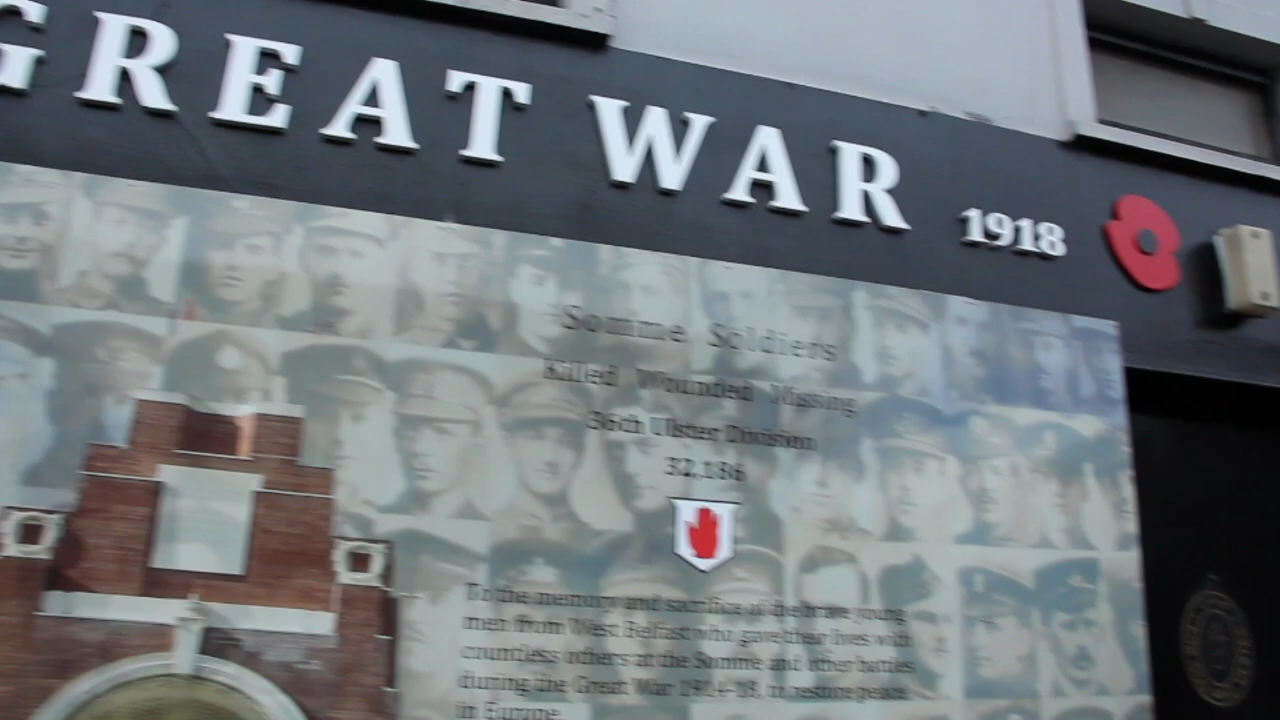 GREAT WAR 1918
Somme Soldiers
Killed Wounded Missing
36th Ulster Division
32,186
To the memory and sacrifice of the brave young
men from West Belfast who gave their lives with
countless others at the Somme and other battles
during the Great War 1914-18, to restore peace
in Europe